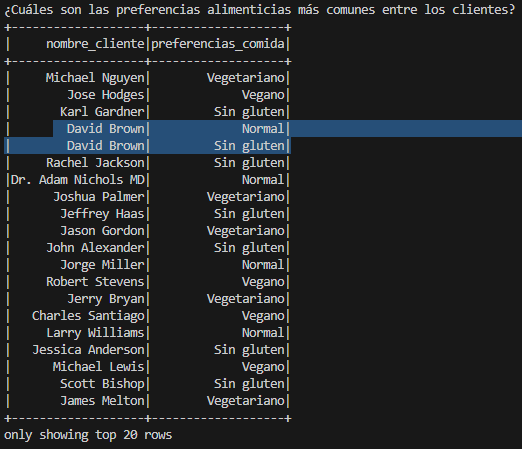 ¿Cuáles son las preferencias alimenticias más comunes entre los clientes?
+-----------------+-------------------+
|   nombre_cliente|preferencias_comida|
+-----------------+-------------------+
|   Michael Nguyen|        Vegetariano|
|      Jose Hodges|             Vegano|
|     Karl Gardner|         Sin gluten|
|      David Brown|             Normal|
|      David Brown|         Sin gluten|
|   Rachel Jackson|         Sin gluten|
|Dr. Adam Nichols MD|             Normal|
|    Joshua Palmer|        Vegetariano|
|     Jeffrey Haas|         Sin gluten|
|     Jason Gordon|        Vegetariano|
|   John Alexander|         Sin gluten|
|     Jorge Miller|             Normal|
|   Robert Stevens|             Vegano|
|      Jerry Bryan|        Vegetariano|
| Charles Santiago|             Vegano|
|   Larry Williams|             Normal|
| Jessica Anderson|         Sin gluten|
|    Michael Lewis|             Vegano|
|     Scott Bishop|         Sin gluten|
|     James Melton|        Vegetariano|
+-----------------+-------------------+
only showing top 20 rows